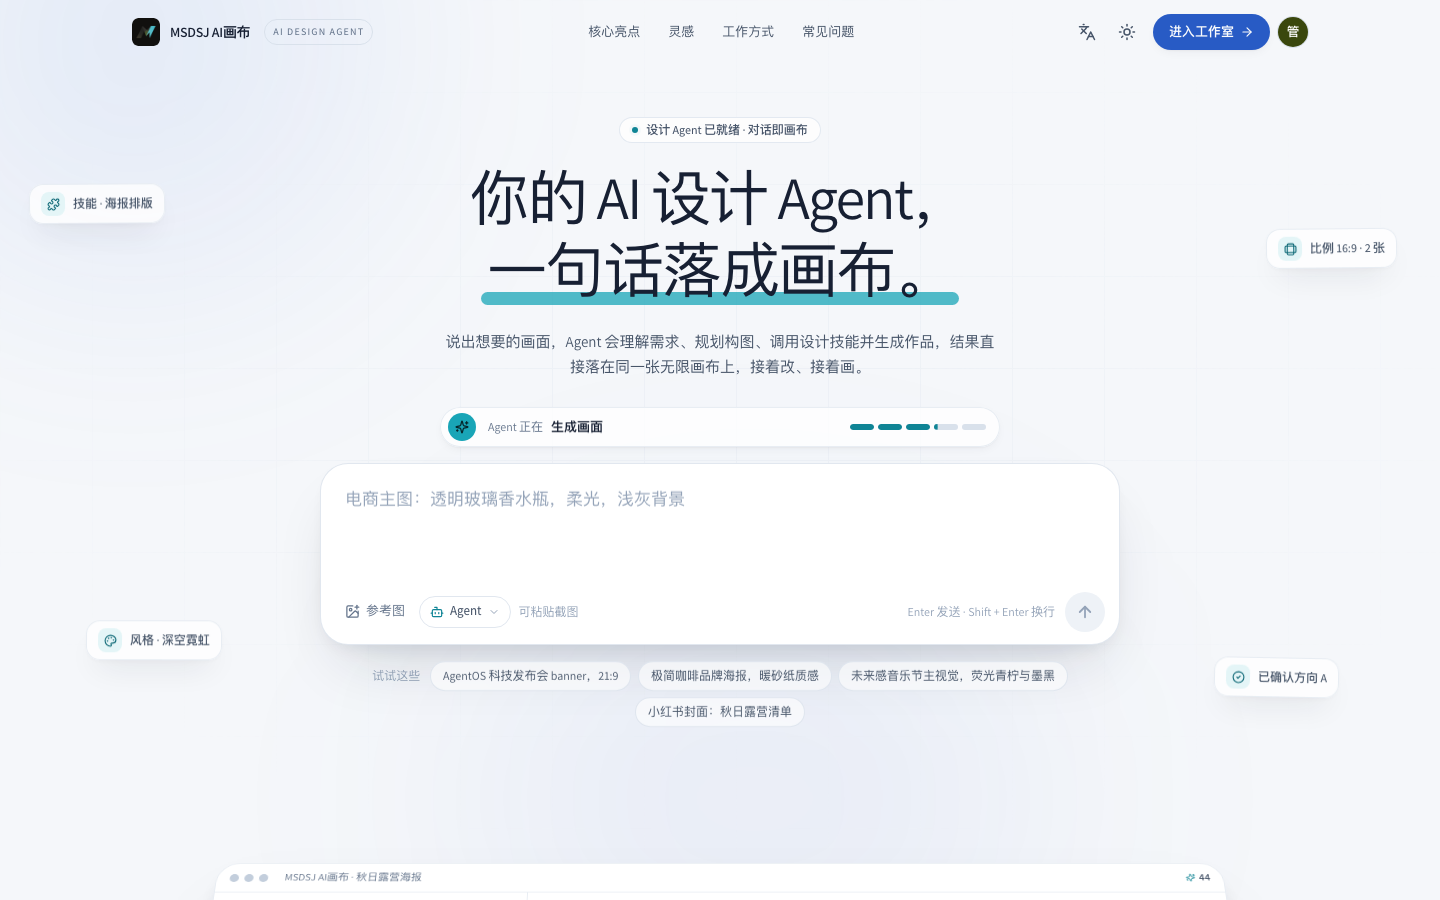 MSDSJ AI画布
AI DESIGN AGENT
核心亮点
灵感
工作方式
常见问题
进入工作室
管
设计 Agent 已就绪 · 对话即画布
你的 AI 设计 Agent，
一句话落成画布。
技能 · 海报排版
比例 16:9 · 2 张
说出想要的画面，Agent 会理解需求、规划构图、调用设计技能并生成作品，结果直
接落在同一张无限画布上，接着改、接着画。
Agent 正在 生成画面
电商主图：透明玻璃香水瓶，柔光，浅灰背景
参考图
Agent
可粘贴截图
Enter 发送 · Shift + Enter 换行
风格 · 深空霓虹
已确认方向 A
试试这些
AgentOS 科技发布会 banner，21:9
极简咖啡品牌海报，暖砂纸质感
未来感音乐节主视觉，荧光青柠与墨黑
小红书封面：秋日露营清单
MSDSJ AI画布 · 秋日露营海报
44